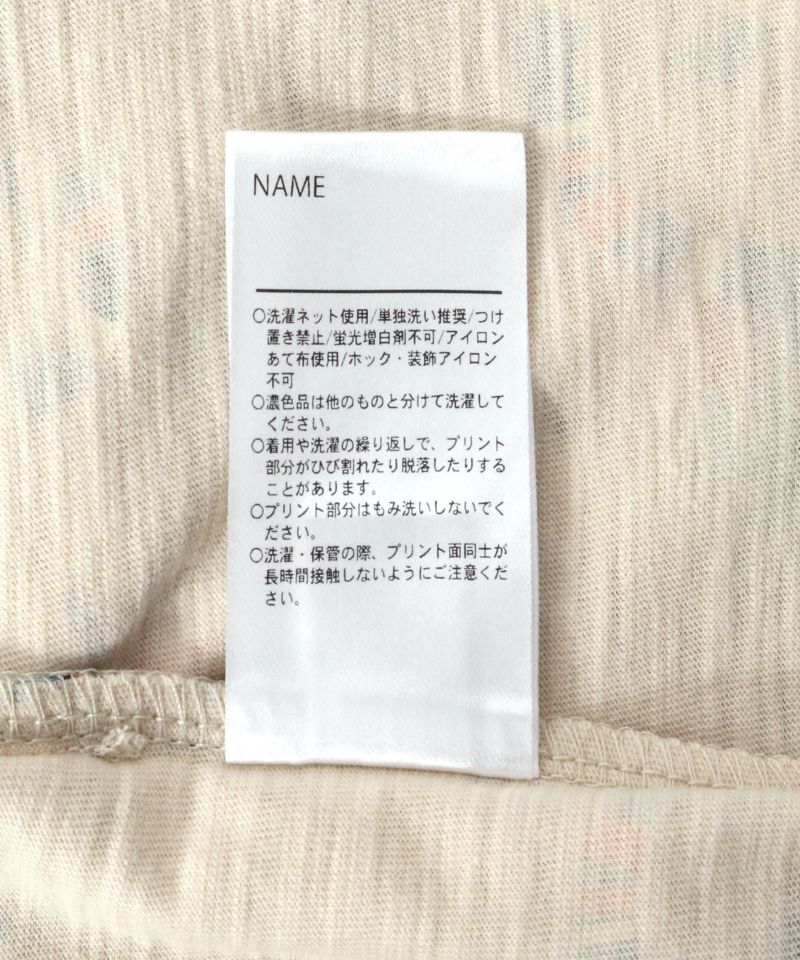 NAME
○洗濯ネット使用/単独洗い推奨/つけ
置き禁止/蛍光増白剤不可/アイロン
あて布使用/ホック・装飾アイロン
不可
○濃色品は他のものと分けて洗濯して
ください。
○着用や洗濯の繰り返しで、プリント
部分がひび割れたり脱落したりする
ことがあります。
○プリント部分はもみ洗いしないでく
ださい。
○洗濯・保管の際、プリント面同士が
長時間接触しないようにご注意くだ
さい。